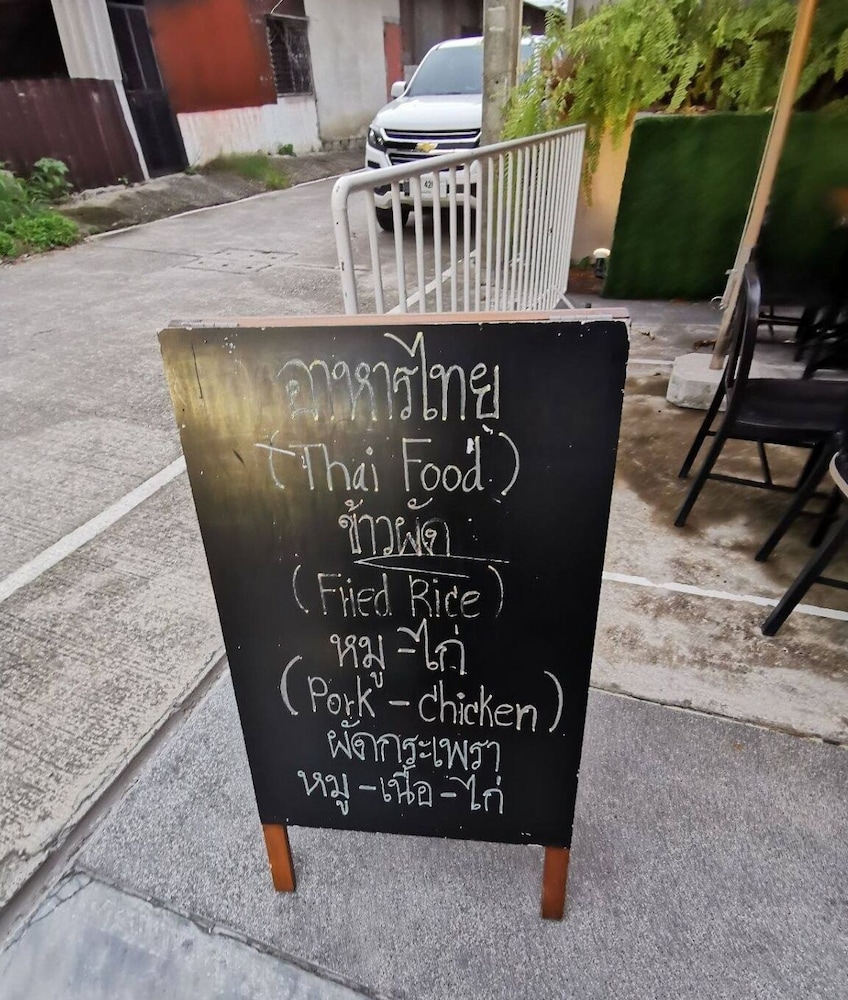 อาหารไทย
(Thai Food)
ข้าวผัด
(Fried Rice)
หมู-ไก่
(Pork - chicken)
ผัดกระเพรา
หมู-เนื้อ-ไก่